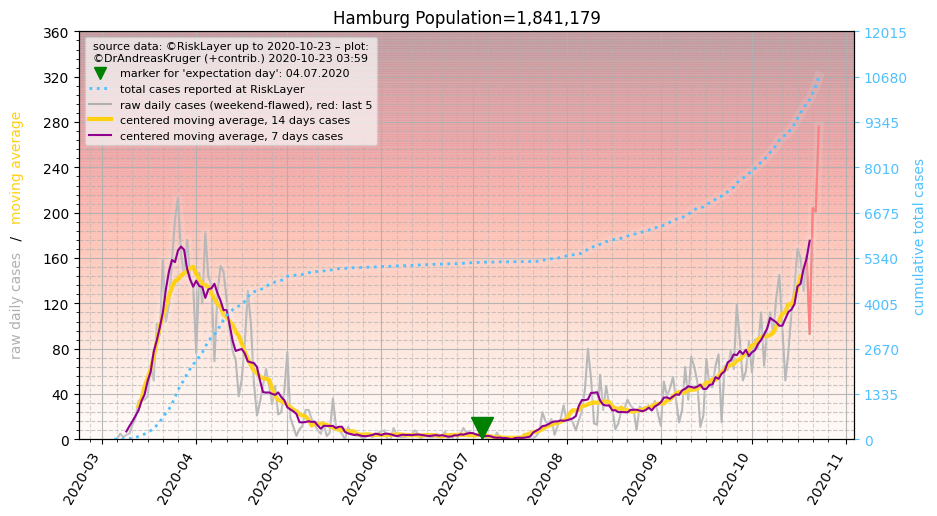 Hamburg Population=1,841,179
source data: ©RiskLayer up to 2020-10-23 – plot:
©DrAndreasKruger (+contrib.) 2020-10-23 03:59
marker for 'expectation day': 04.07.2020
total cases reported at RiskLayer
raw daily cases (weekend-flawed), red: last 5
centered moving average, 14 days cases
centered moving average, 7 days cases
raw daily cases / moving average
360
320
280
240
200
160
120
80
40
0
12015
10680
9345
8010
6675
5340
4005
2670
1335
0
cumulative total cases
2020-03
2020-04
2020-05
2020-06
2020-07
2020-08
2020-09
2020-10
2020-11